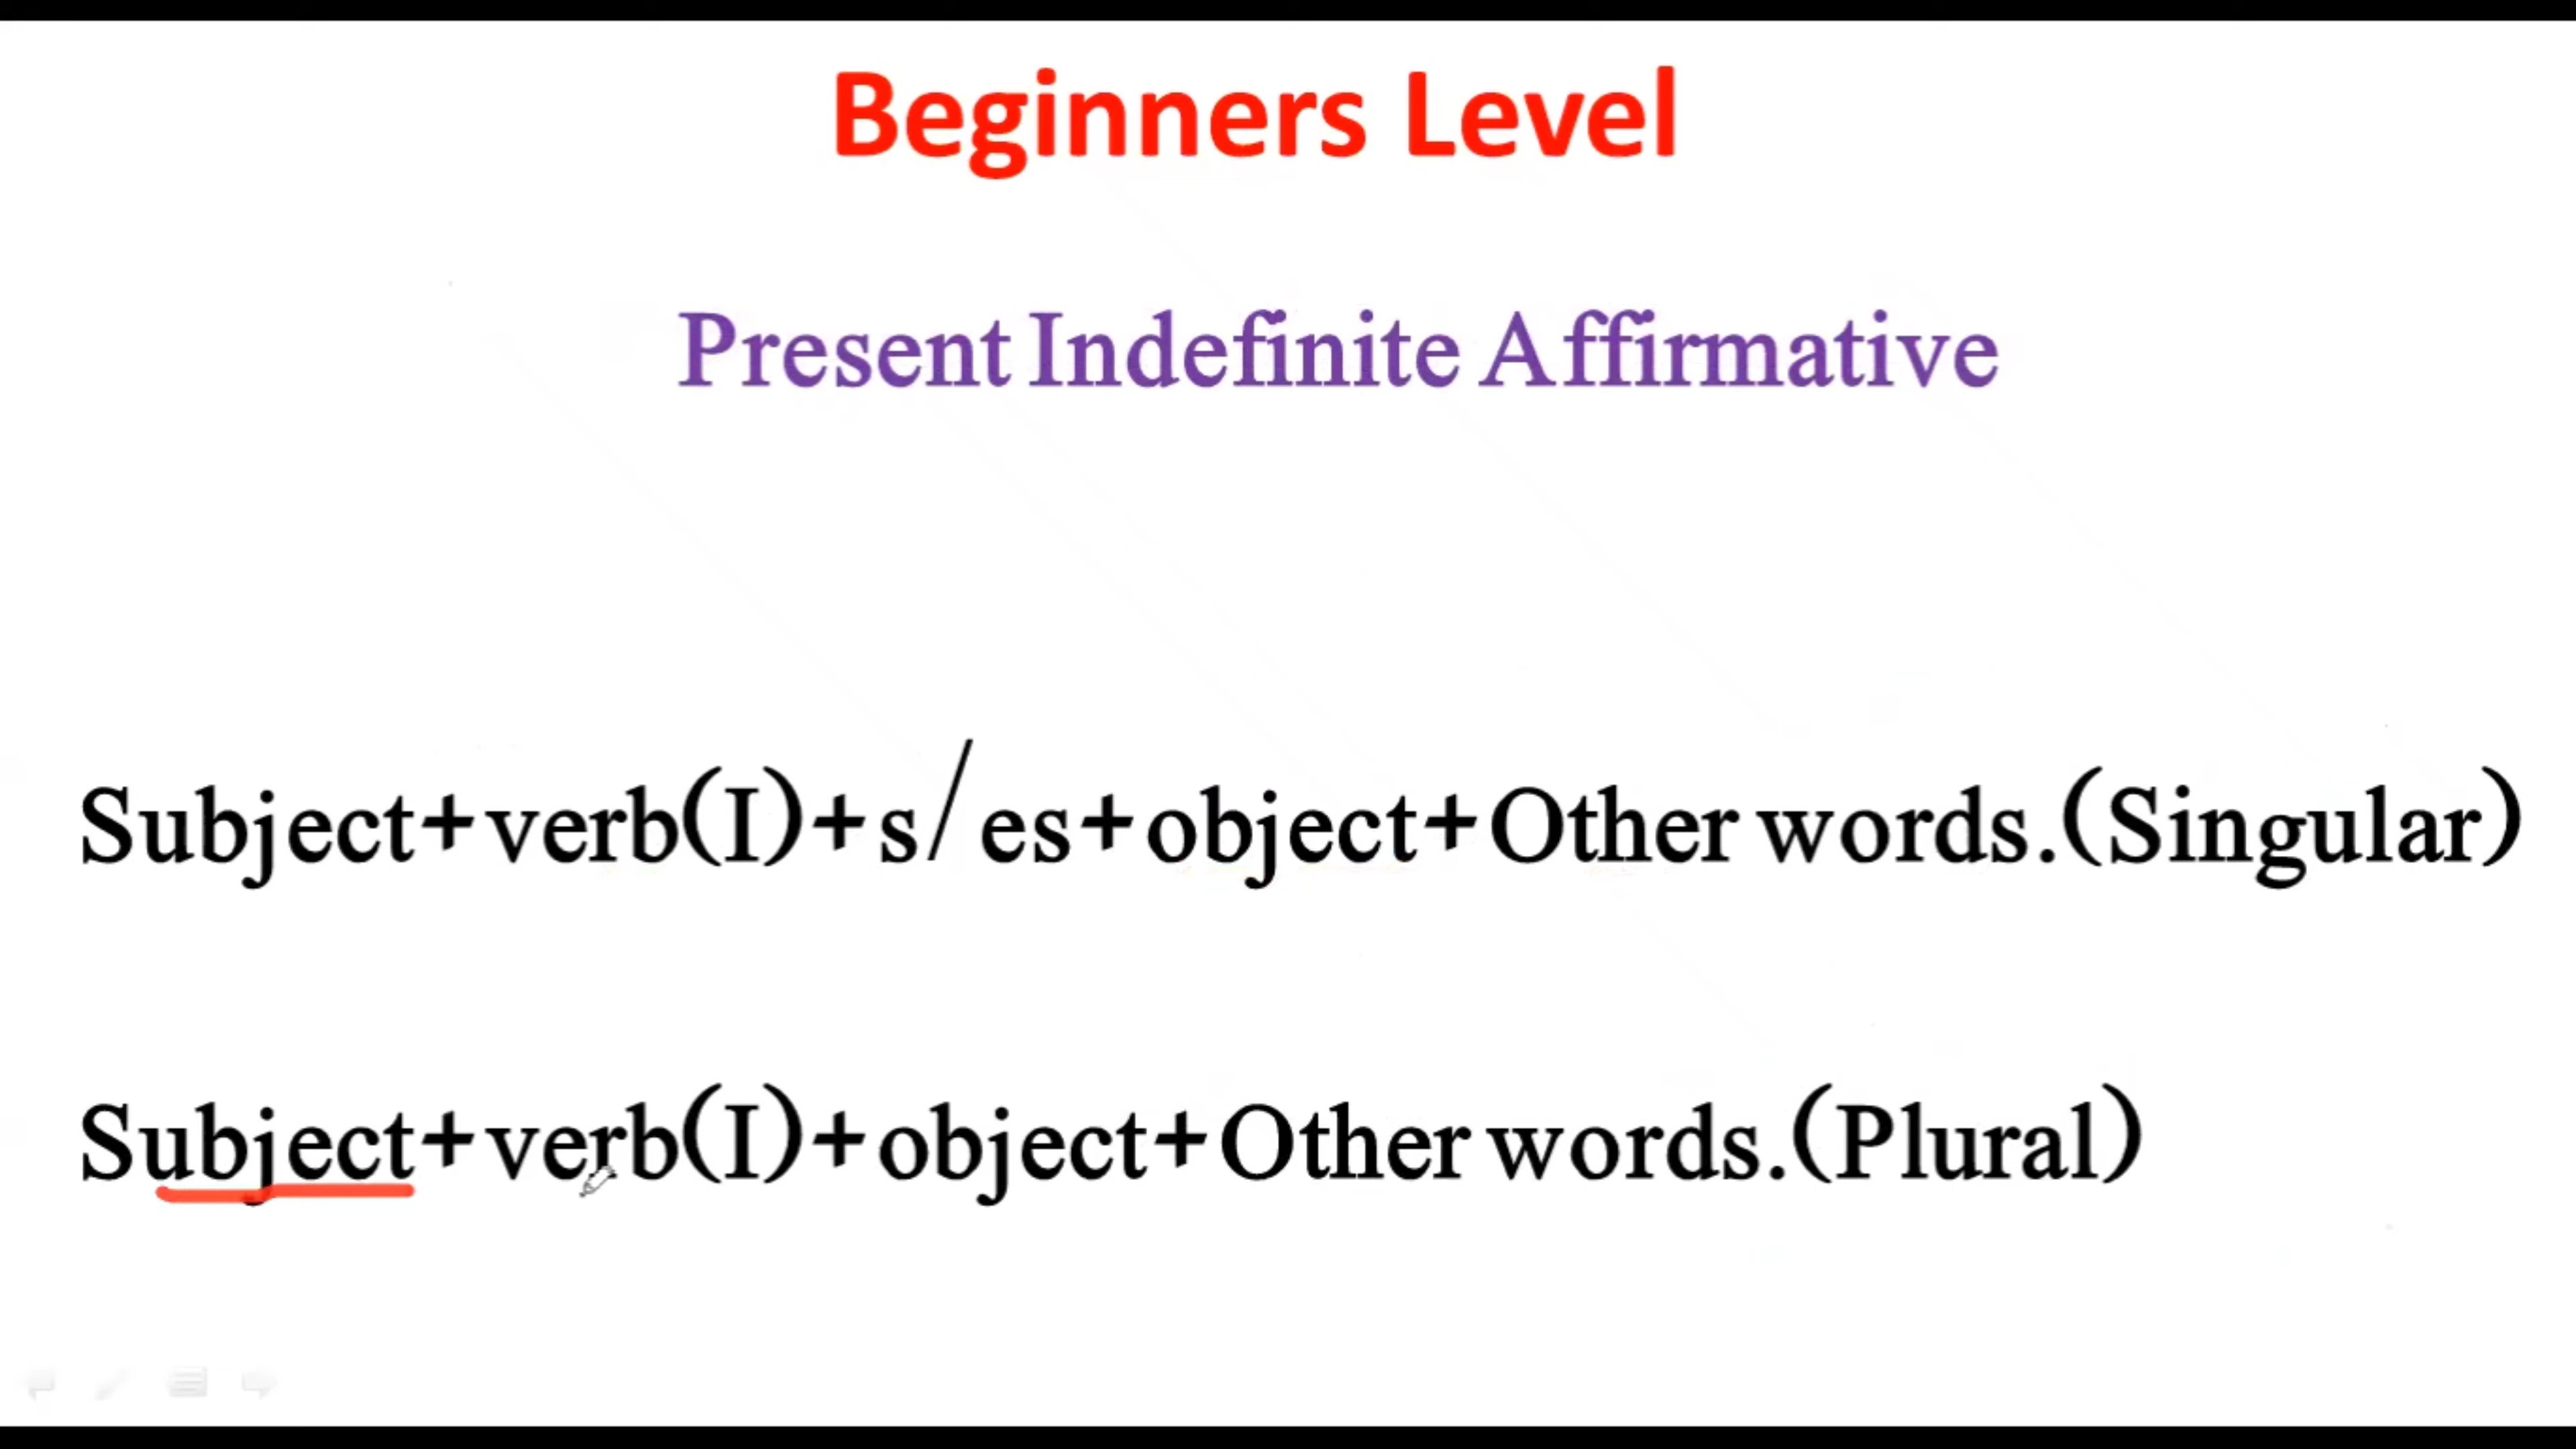 Beginners Level
Present Indefinite Affirmative
Subject+verb(I)+s/es+object+Other words.(Singular)
Subject+verb(I)+object+Other words.(Plural)